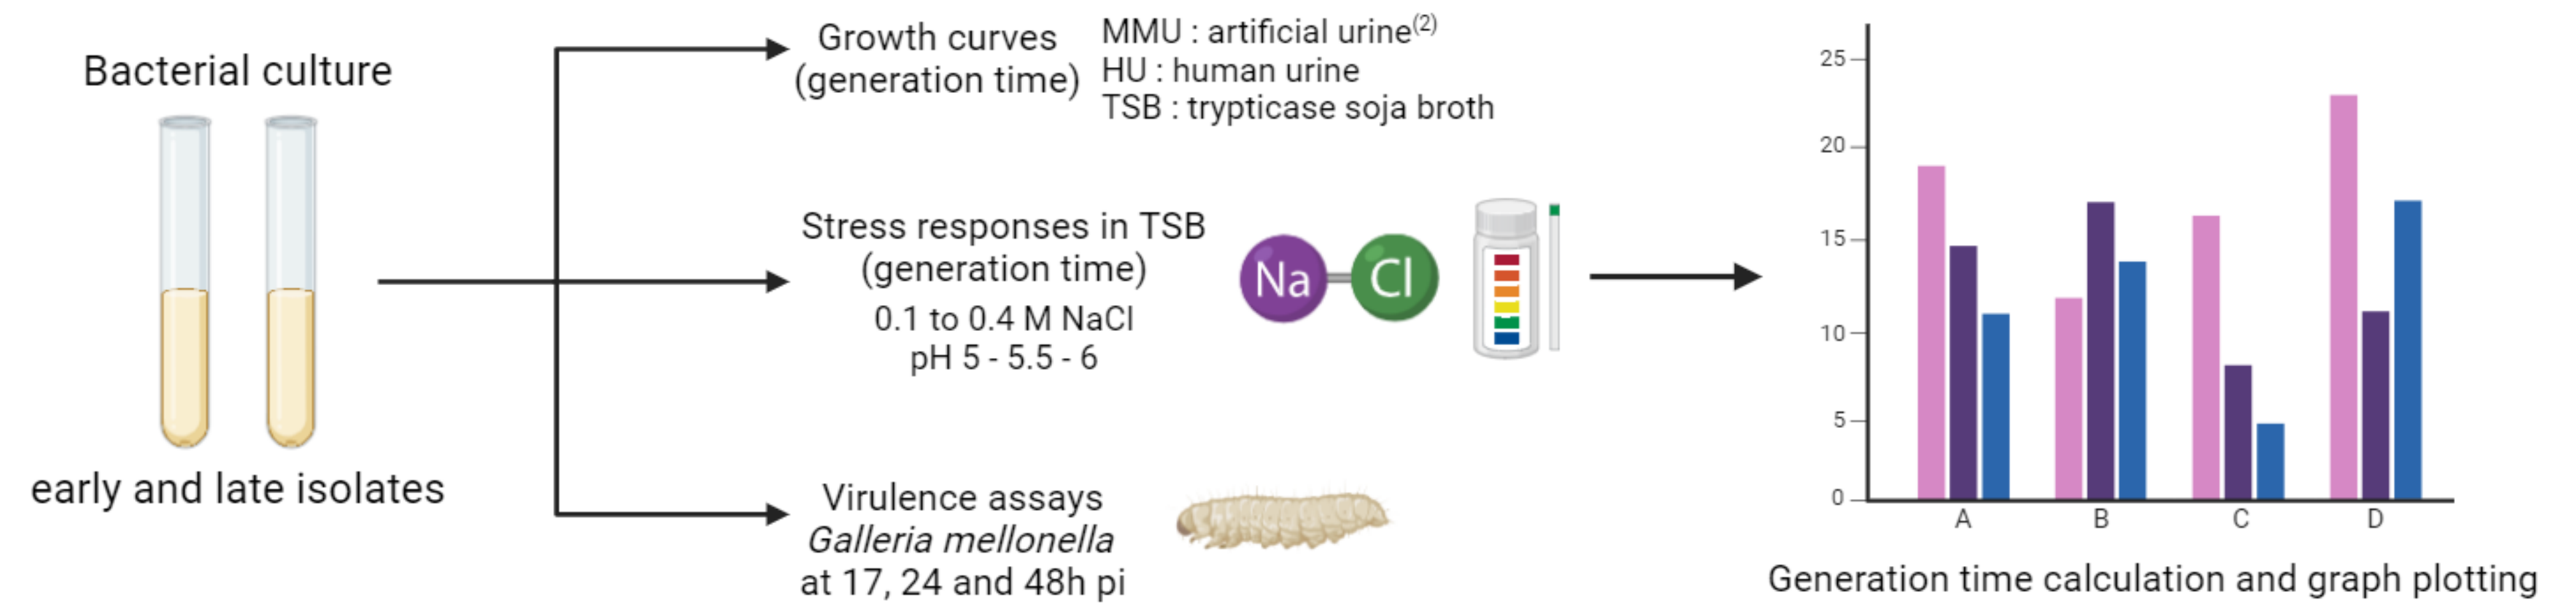 Bacterial culture
early and late isolates
Growth curves
(generation time)
MMU : artificial urine(2)
HU : human urine
TSB : trypticase soja broth
Stress responses in TSB
(generation time)
0.1 to 0.4 M NaCl
pH 5 - 5.5 - 6
Na Cl
Virulence assays
Galleria mellonella
at 17, 24 and 48h pi
25
20
15
10
5
0
A B C D
Generation time calculation and graph plotting